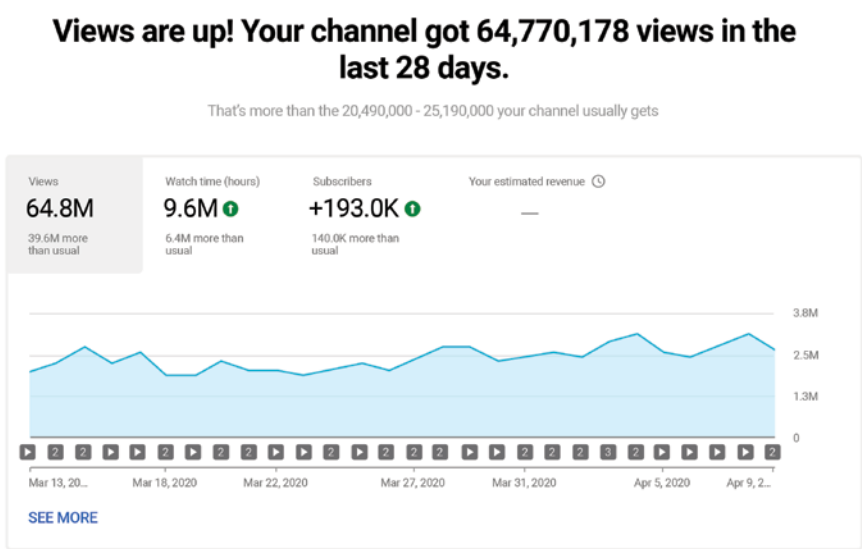 Views are up! Your channel got 64,770,178 views in the
last 28 days.
That's more than the 20,490,000 - 25,190,000 your channel usually gets
Views
64.8M
39.6M more
than usual
Watch time (hours)
9.6M
6.4M more than
usual
Subscribers
+193.0K
140.0K more than
usual
Your estimated revenue
—
3.8M
2.5M
1.3M
0
2 2 2 2 2 2 2 2 2 2 2 2 3 2 2
Mar 13, 20... Mar 18, 2020 Mar 22, 2020 Mar 27, 2020 Mar 31, 2020 Apr 5, 2020 Apr 9, 2...
SEE MORE